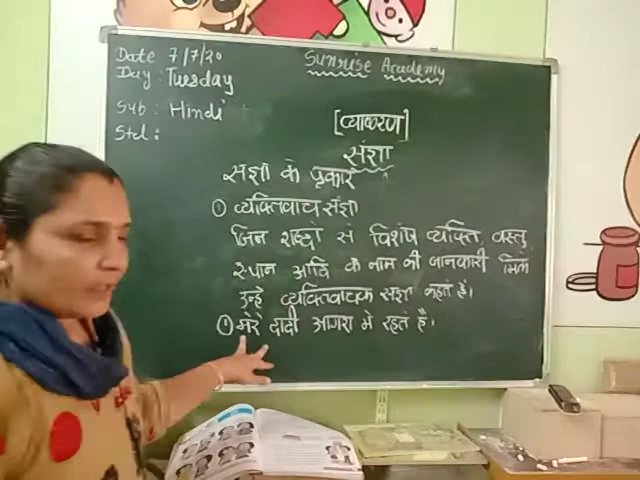 Date 7/7/20
Sunrise Academy
Day: Tuesday
Sub: Hindi
Std:
[व्याकरण]
संज्ञा
संज्ञा के प्रकार
① व्यक्तिवाच संज्ञा
जिन शब्दों से विशेष व्यक्ति, वस्तु,
स्थान आदि के नाम की जानकारी मिले
उन्हे व्यक्तिवाचक संज्ञा कहते हैं।
① मेरे दादी आगरा मे रहते है।